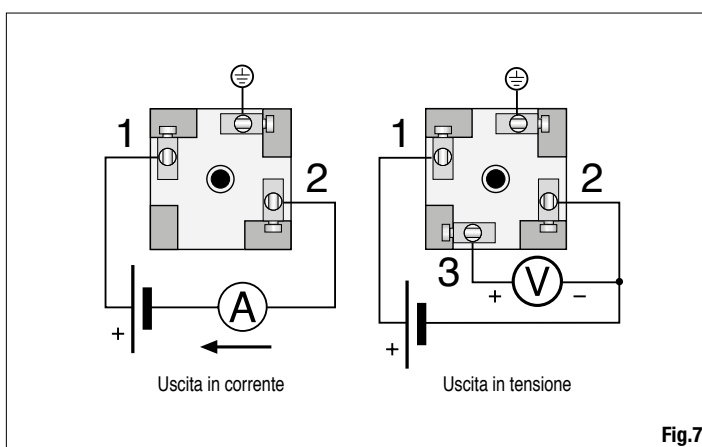 1
2
+
A
Uscita in corrente
1
2
3
+
V
−
+
Uscita in tensione
Fig.7